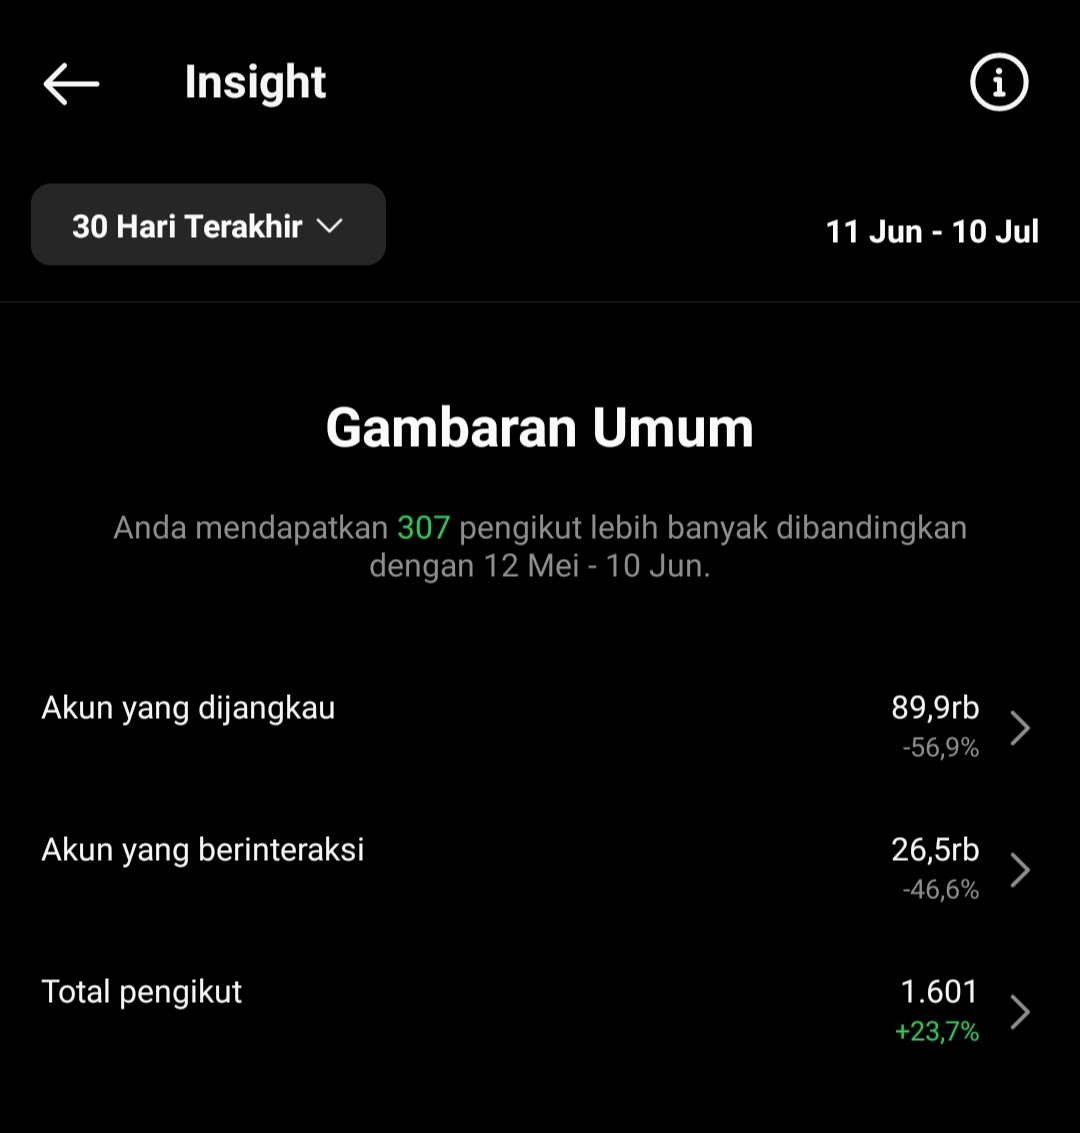 Insight
30 Hari Terakhir
11 Jun - 10 Jul
Gambaran Umum
Anda mendapatkan 307 pengikut lebih banyak dibandingkan
dengan 12 Mei - 10 Jun.
Akun yang dijangkau
89,9rb
-56,9%
Akun yang berinteraksi
26,5rb
-46,6%
Total pengikut
1.601
+23,7%